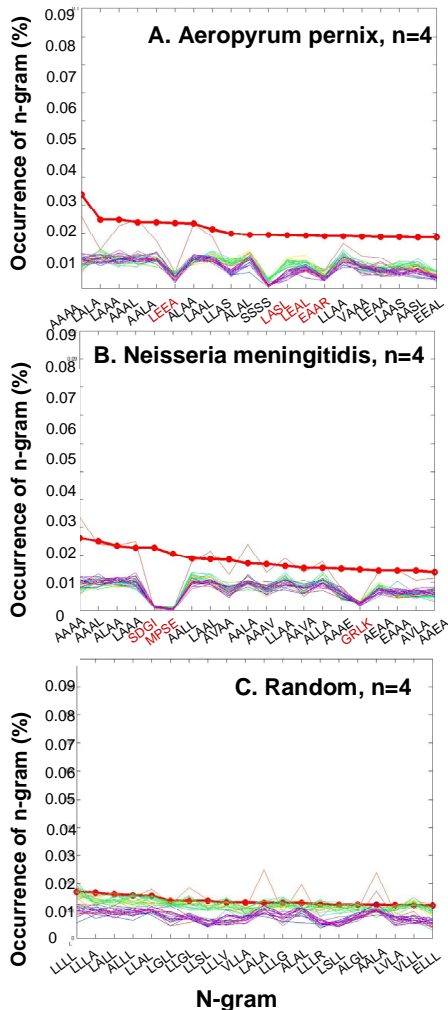 A. Aeropyrum pernix, n=4
Occurrence of n-gram (%)
0.09
0.08
0.07
0.06
0.05
0.04
0.03
0.02
0.01
AAAA LALA LAAA AAAL AALA LEEA ALAA LAAL LLAS ALAL SSSS LASL LEAL EAAR LLAA VAAA LEAA LAAS AASL EEAL
B. Neisseria meningitidis, n=4
Occurrence of n-gram (%)
0.09
0.08
0.07
0.06
0.05
0.04
0.03
0.02
0.01
0
AAAA AAAL ALAA LAAA SDGI MPSE AALL LAAL AVAA AALA AAAV LLAA AAVA ALLA AAAE GRLK AEAA EAAA AVLA AAEA
C. Random, n=4
Occurrence of n-gram (%)
0.09
0.08
0.07
0.06
0.05
0.04
0.03
0.02
0.01
LLLL LLLA LALL ALLL LLAL LGLL LLGL LLSL LLLV VLLA LALA LLLG ALAL LLLR LSLL ALGL AALA LVLA VLLL ELLL
N-gram